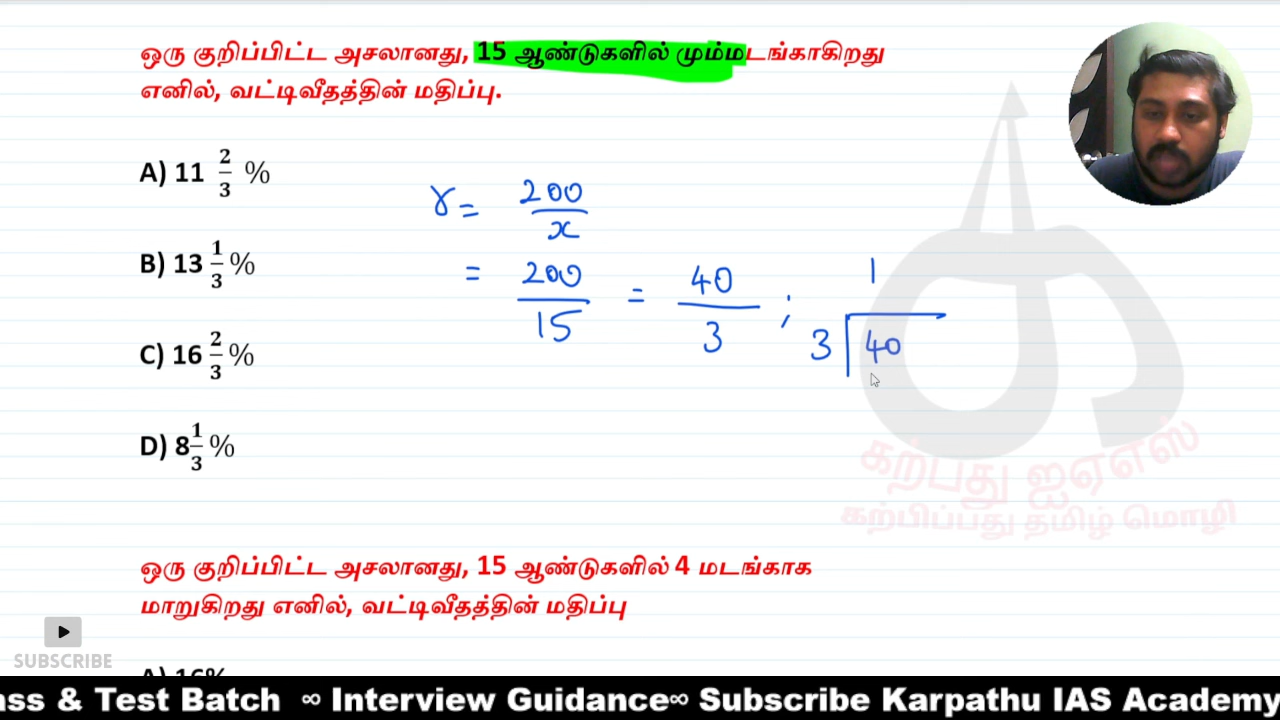 ஒரு குறிப்பிட்ட அசலானது, 15 ஆண்டுகளில் மும்மடங்காகிறது
எனில், வட்டிவீதத்தின் மதிப்பு.
A) 11 2/3 %
B) 13 1/3 %
C) 16 2/3 %
D) 8 1/3 %
r = 200/x
= 200/15 = 40/3 ; 1
3 40
கற்பது ஐஏஎஸ்
கற்பிப்பது தமிழ் மொழி
ஒரு குறிப்பிட்ட அசலானது, 15 ஆண்டுகளில் 4 மடங்காக
மாறுகிறது எனில், வட்டிவீதத்தின் மதிப்பு
A) 16%
SUBSCRIBE
ass & Test Batch ∞ Interview Guidance∞ Subscribe Karpathu IAS Academy